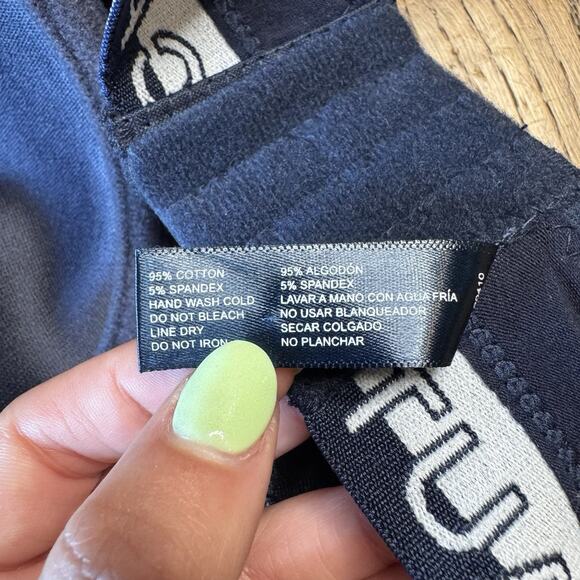 95% COTTON
5% SPANDEX
HAND WASH COLD
DO NOT BLEACH
LINE DRY
DO NOT IRON
95% ALGODÓN
5% SPANDEX
LAVAR A MANO CON AGUA FRÍA
NO USAR BLANQUEADOR
SECAR COLGADO
NO PLANCHAR